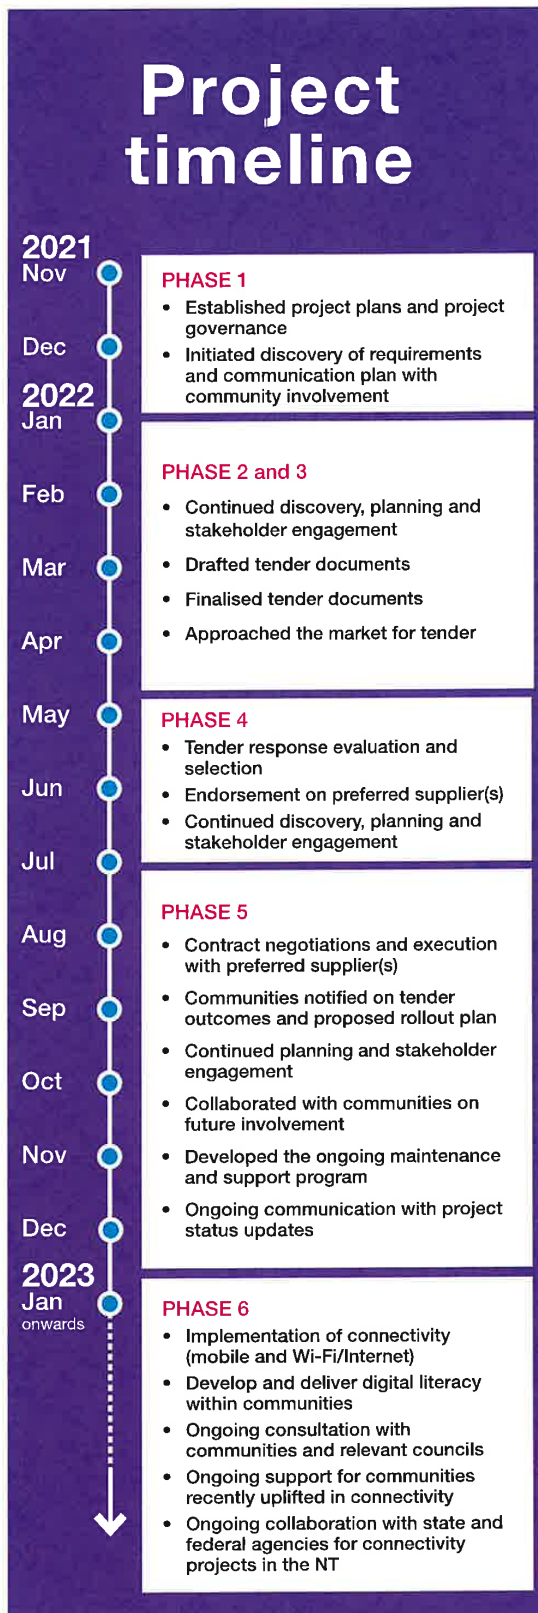 Project
timeline
2021
Nov
Dec
2022
Jan
Feb
Mar
Apr
May
Jun
Jul
Aug
Sep
Oct
Nov
Dec
2023
Jan
onwards
PHASE 1
• Established project plans and project
governance
• Initiated discovery of requirements
and communication plan with
community involvement
PHASE 2 and 3
• Continued discovery, planning and
stakeholder engagement
• Drafted tender documents
• Finalised tender documents
• Approached the market for tender
PHASE 4
• Tender response evaluation and
selection
• Endorsement on preferred supplier(s)
• Continued discovery, planning and
stakeholder engagement
PHASE 5
• Contract negotiations and execution
with preferred supplier(s)
• Communities notified on tender
outcomes and proposed rollout plan
• Continued planning and stakeholder
engagement
• Collaborated with communities on
future involvement
• Developed the ongoing maintenance
and support program
• Ongoing communication with project
status updates
PHASE 6
• Implementation of connectivity
(mobile and Wi-Fi/Internet)
• Develop and deliver digital literacy
within communities
• Ongoing consultation with
communities and relevant councils
• Ongoing support for communities
recently uplifted in connectivity
• Ongoing collaboration with state and
federal agencies for connectivity
projects in the NT